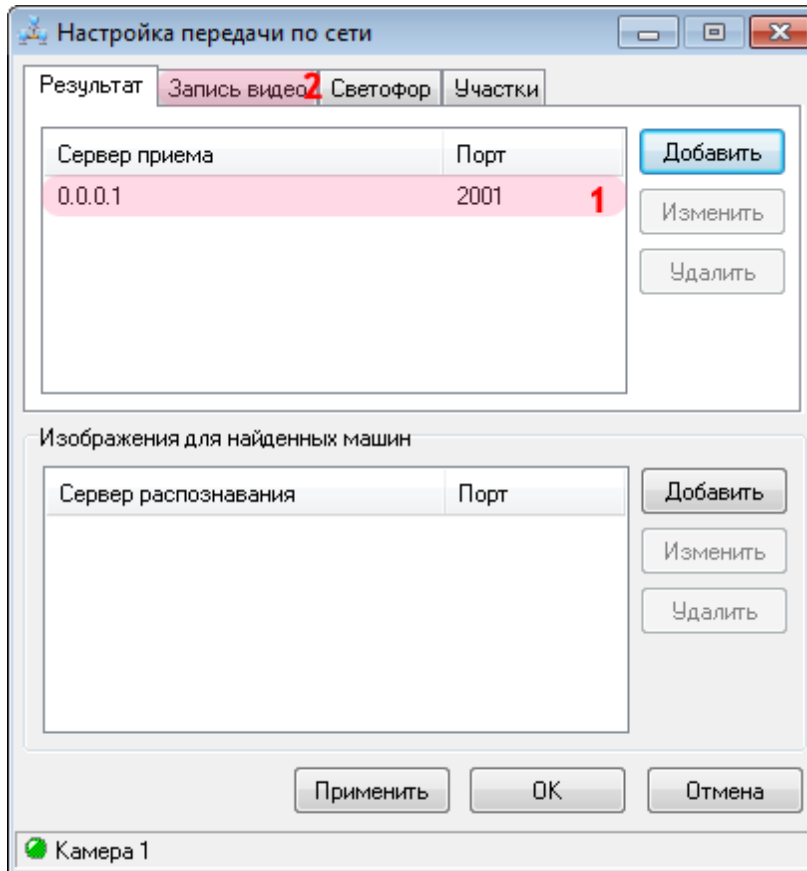 Настройка передачи по сети
Результат Запись видео 2 Светофор Участки
Сервер приема Порт Добавить
0.0.0.1 2001 1
Изменить
Удалить
Изображения для найденных машин
Сервер распознавания Порт Добавить
Изменить
Удалить
Применить OK Отмена
Камера 1